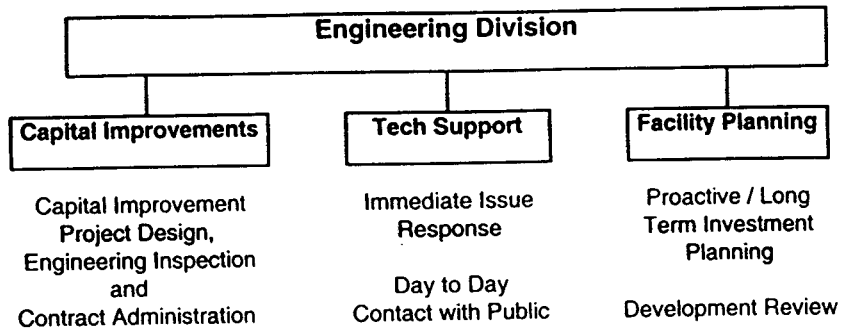 Engineering Division
Capital Improvements
Tech Support
Facility Planning
Capital Improvement
Project Design,
Engineering Inspection
and
Contract Administration
Immediate Issue
Response
Day to Day
Contact with Public
Proactive / Long
Term Investment
Planning
Development Review